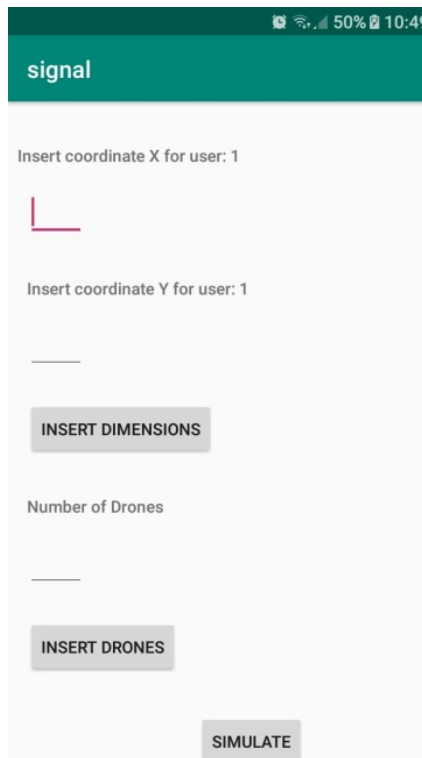 50% 10:49
signal
Insert coordinate X for user: 1
Insert coordinate Y for user: 1
INSERT DIMENSIONS
Number of Drones
INSERT DRONES
SIMULATE